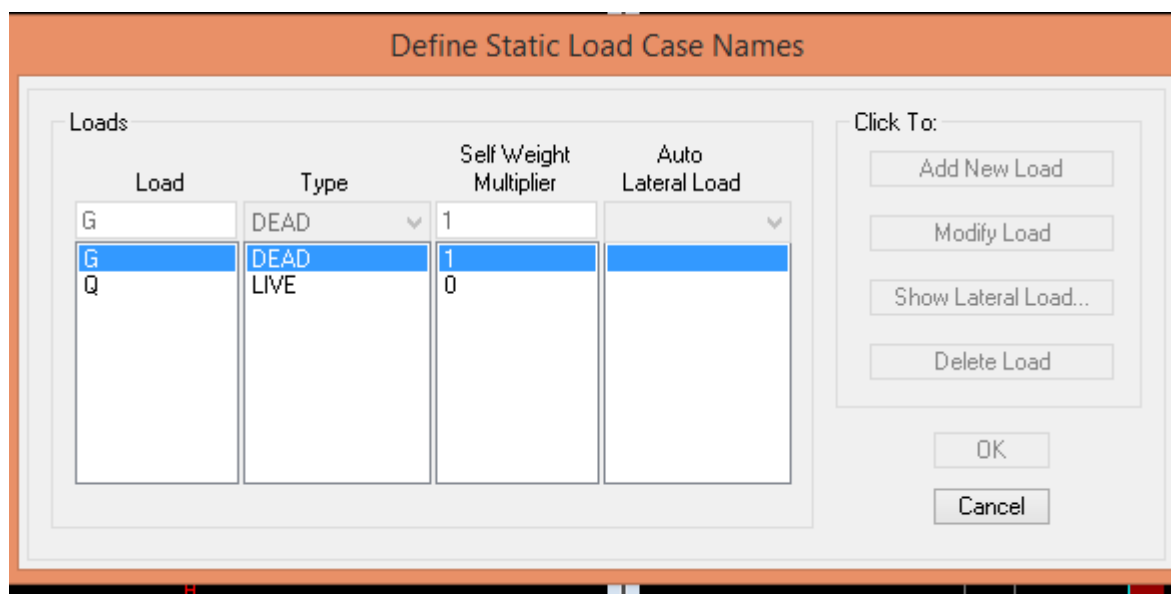 Define Static Load Case Names
Loads
Click To:
Load
Type
Self Weight
Multiplier
Auto
Lateral Load
G
DEAD
1
G
DEAD
1
Q
LIVE
0
Add New Load
Modify Load
Show Lateral Load...
Delete Load
OK
Cancel